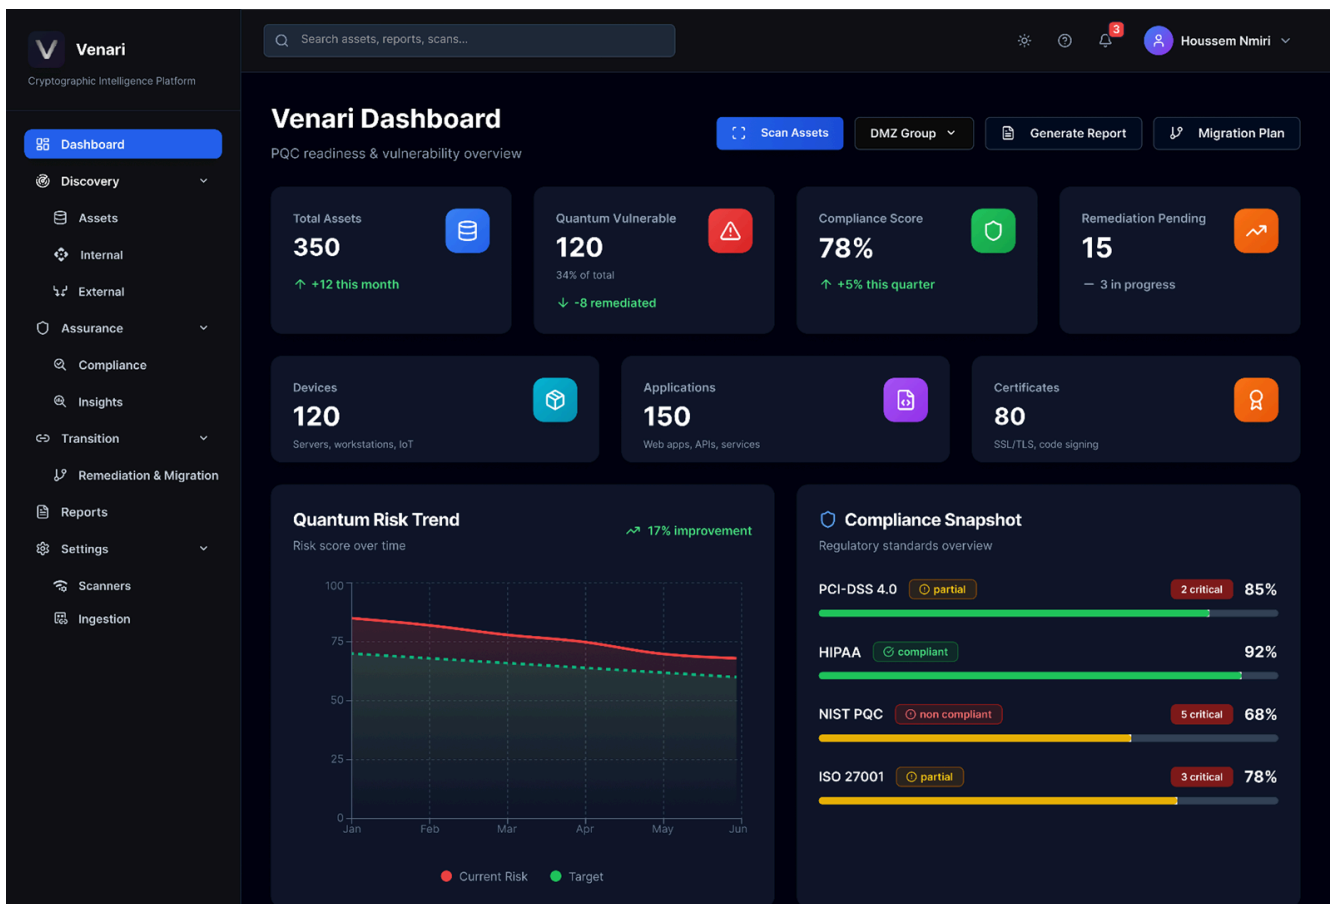 Venari
Cryptographic Intelligence Platform
Search assets, reports, scans...
3
Houssem Nmiri
Dashboard
Discovery
Assets
Internal
External
Assurance
Compliance
Insights
Transition
Remediation & Migration
Reports
Settings
Scanners
Ingestion
Venari Dashboard
PQC readiness & vulnerability overview
Scan Assets
DMZ Group
Generate Report
Migration Plan
Total Assets
350
↑ +12 this month
Quantum Vulnerable
120
34% of total
↓ -8 remediated
Compliance Score
78%
↑ +5% this quarter
Remediation Pending
15
— 3 in progress
Devices
120
Servers, workstations, IoT
Applications
150
Web apps, APIs, services
Certificates
80
SSL/TLS, code signing
Quantum Risk Trend
Risk score over time
17% improvement
100
75
50
25
0
Jan Feb Mar Apr May Jun
Current Risk Target
Compliance Snapshot
Regulatory standards overview
PCI-DSS 4.0 partial 2 critical 85%
HIPAA compliant 92%
NIST PQC non compliant 5 critical 68%
ISO 27001 partial 3 critical 78%